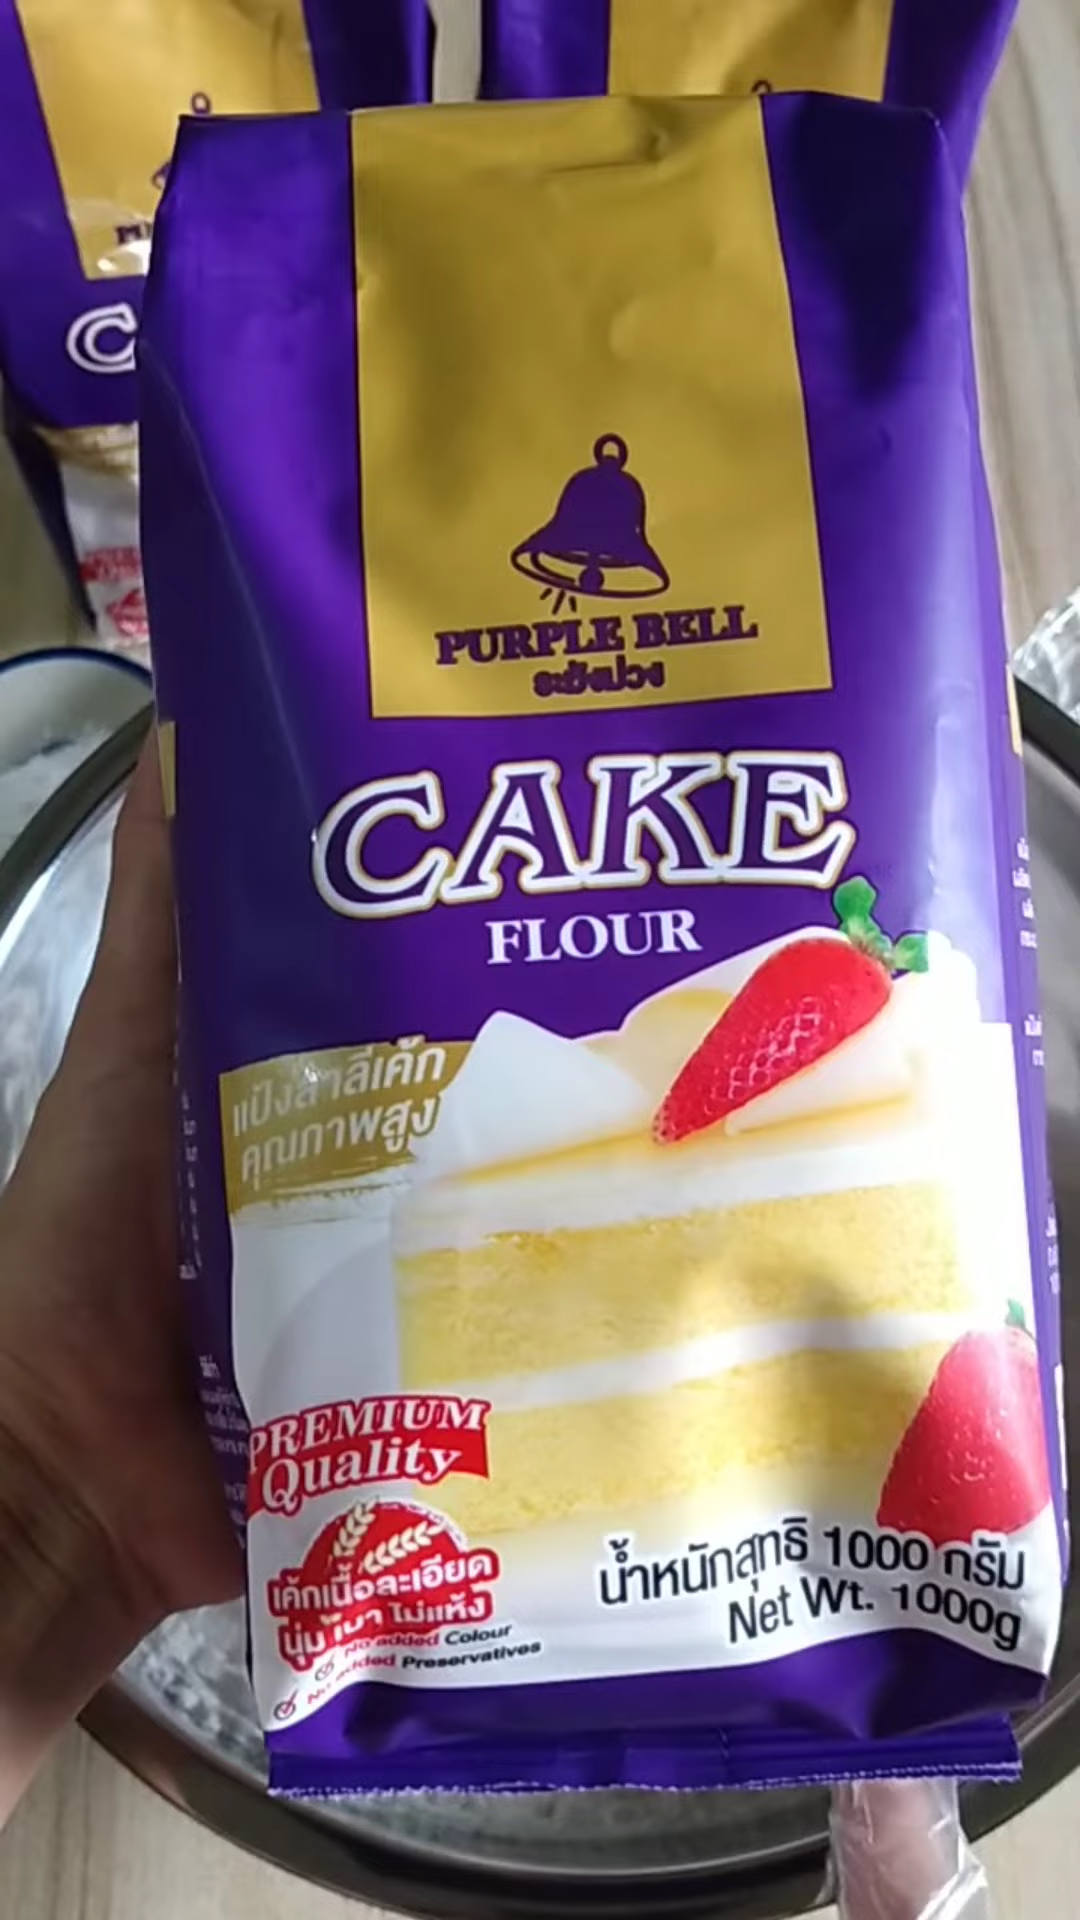 PURPLE BELL
ระฆังม่วง
CAKE
FLOUR
แป้งสาลีเค้ก
คุณภาพสูง
PREMIUM
Quality
เค้กเนื้อละเอียด
นุ่ม เบา ไม่แห้ง
No added Colour
No added Preservatives
น้ำหนักสุทธิ 1000 กรัม
Net Wt. 1000g
C